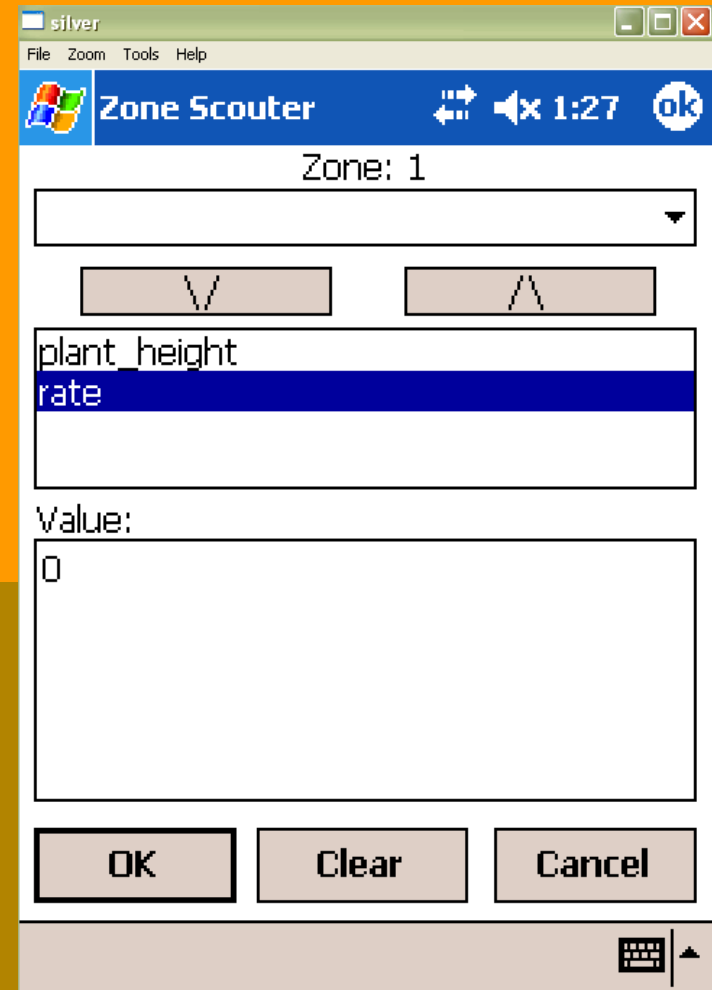 silver
File Zoom Tools Help
Zone Scouter 1:27 ok
Zone: 1
\/ /\
plant_height
rate
Value:
0
OK Clear Cancel